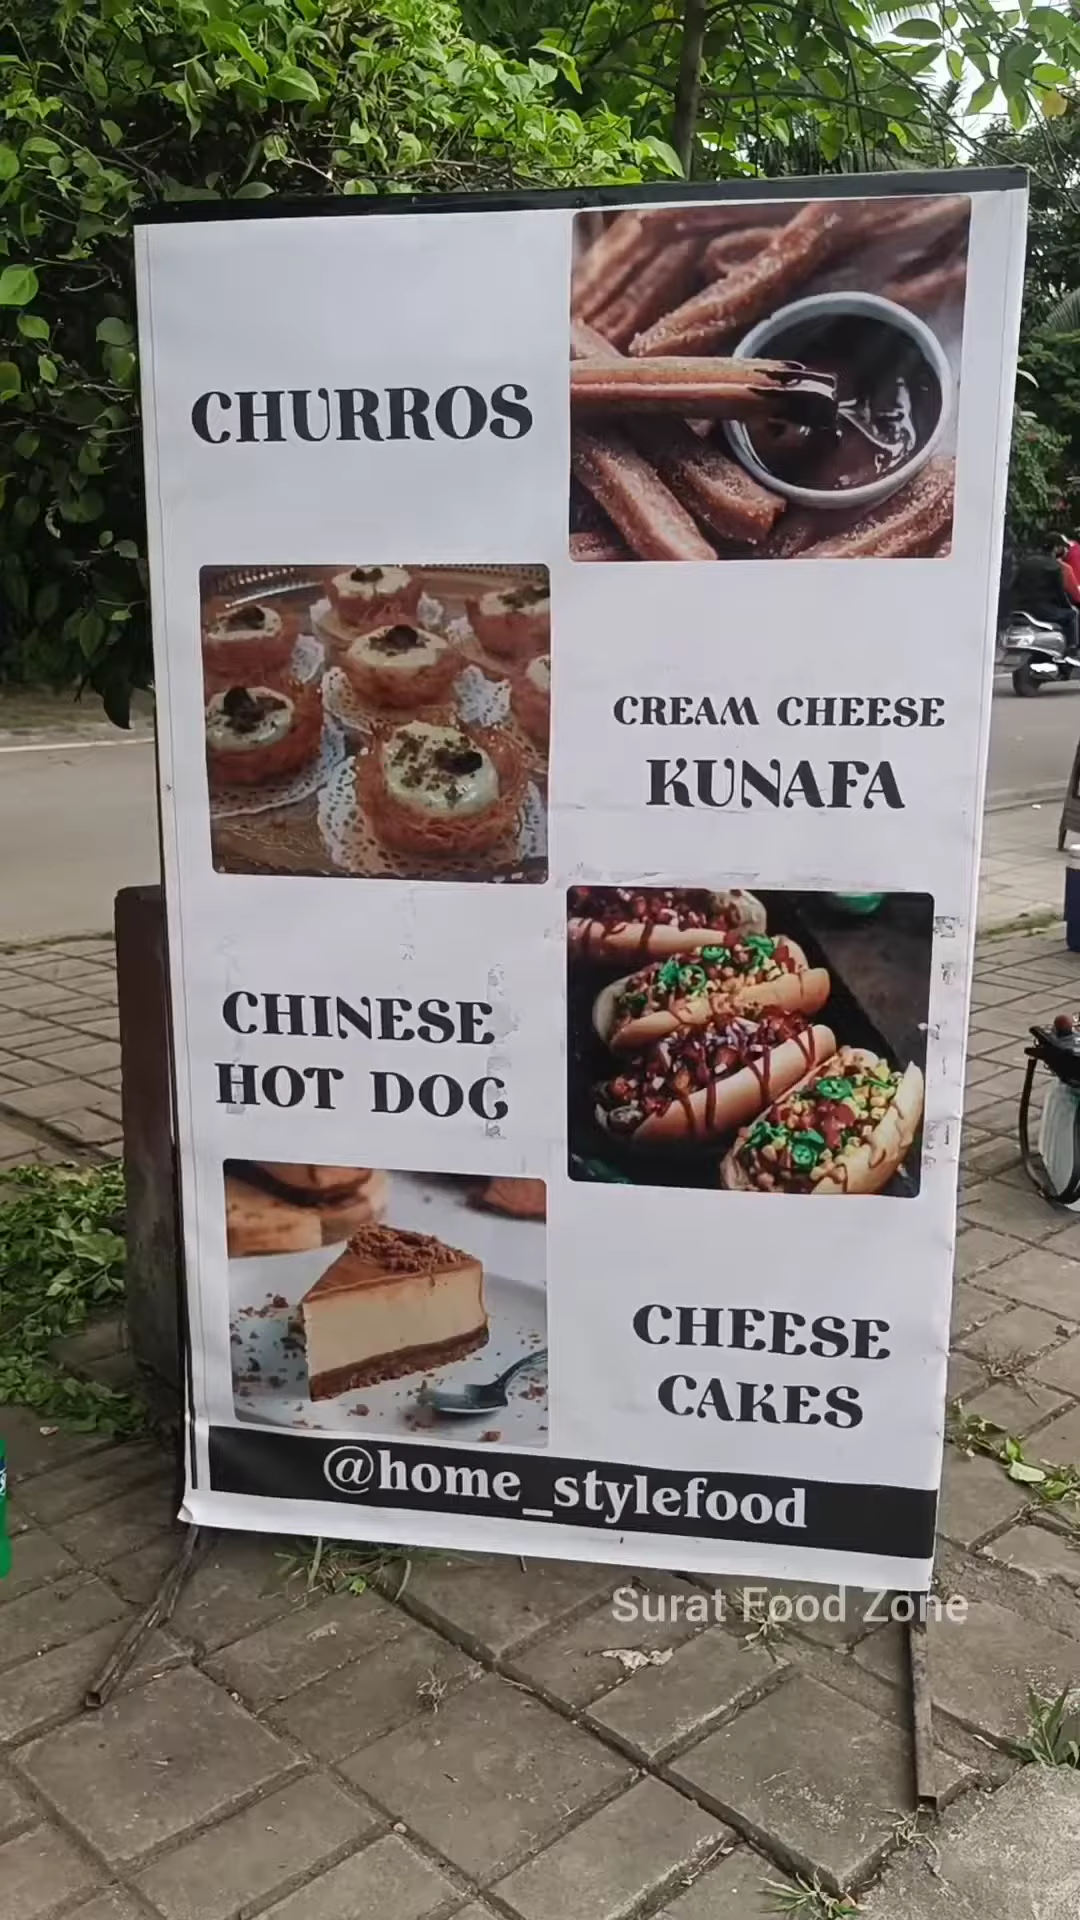 CHURROS
CREAM CHEESE
KUNAFA
CHINESE
HOT DOG
CHEESE
CAKES
@home_stylefood
Surat Food Zone